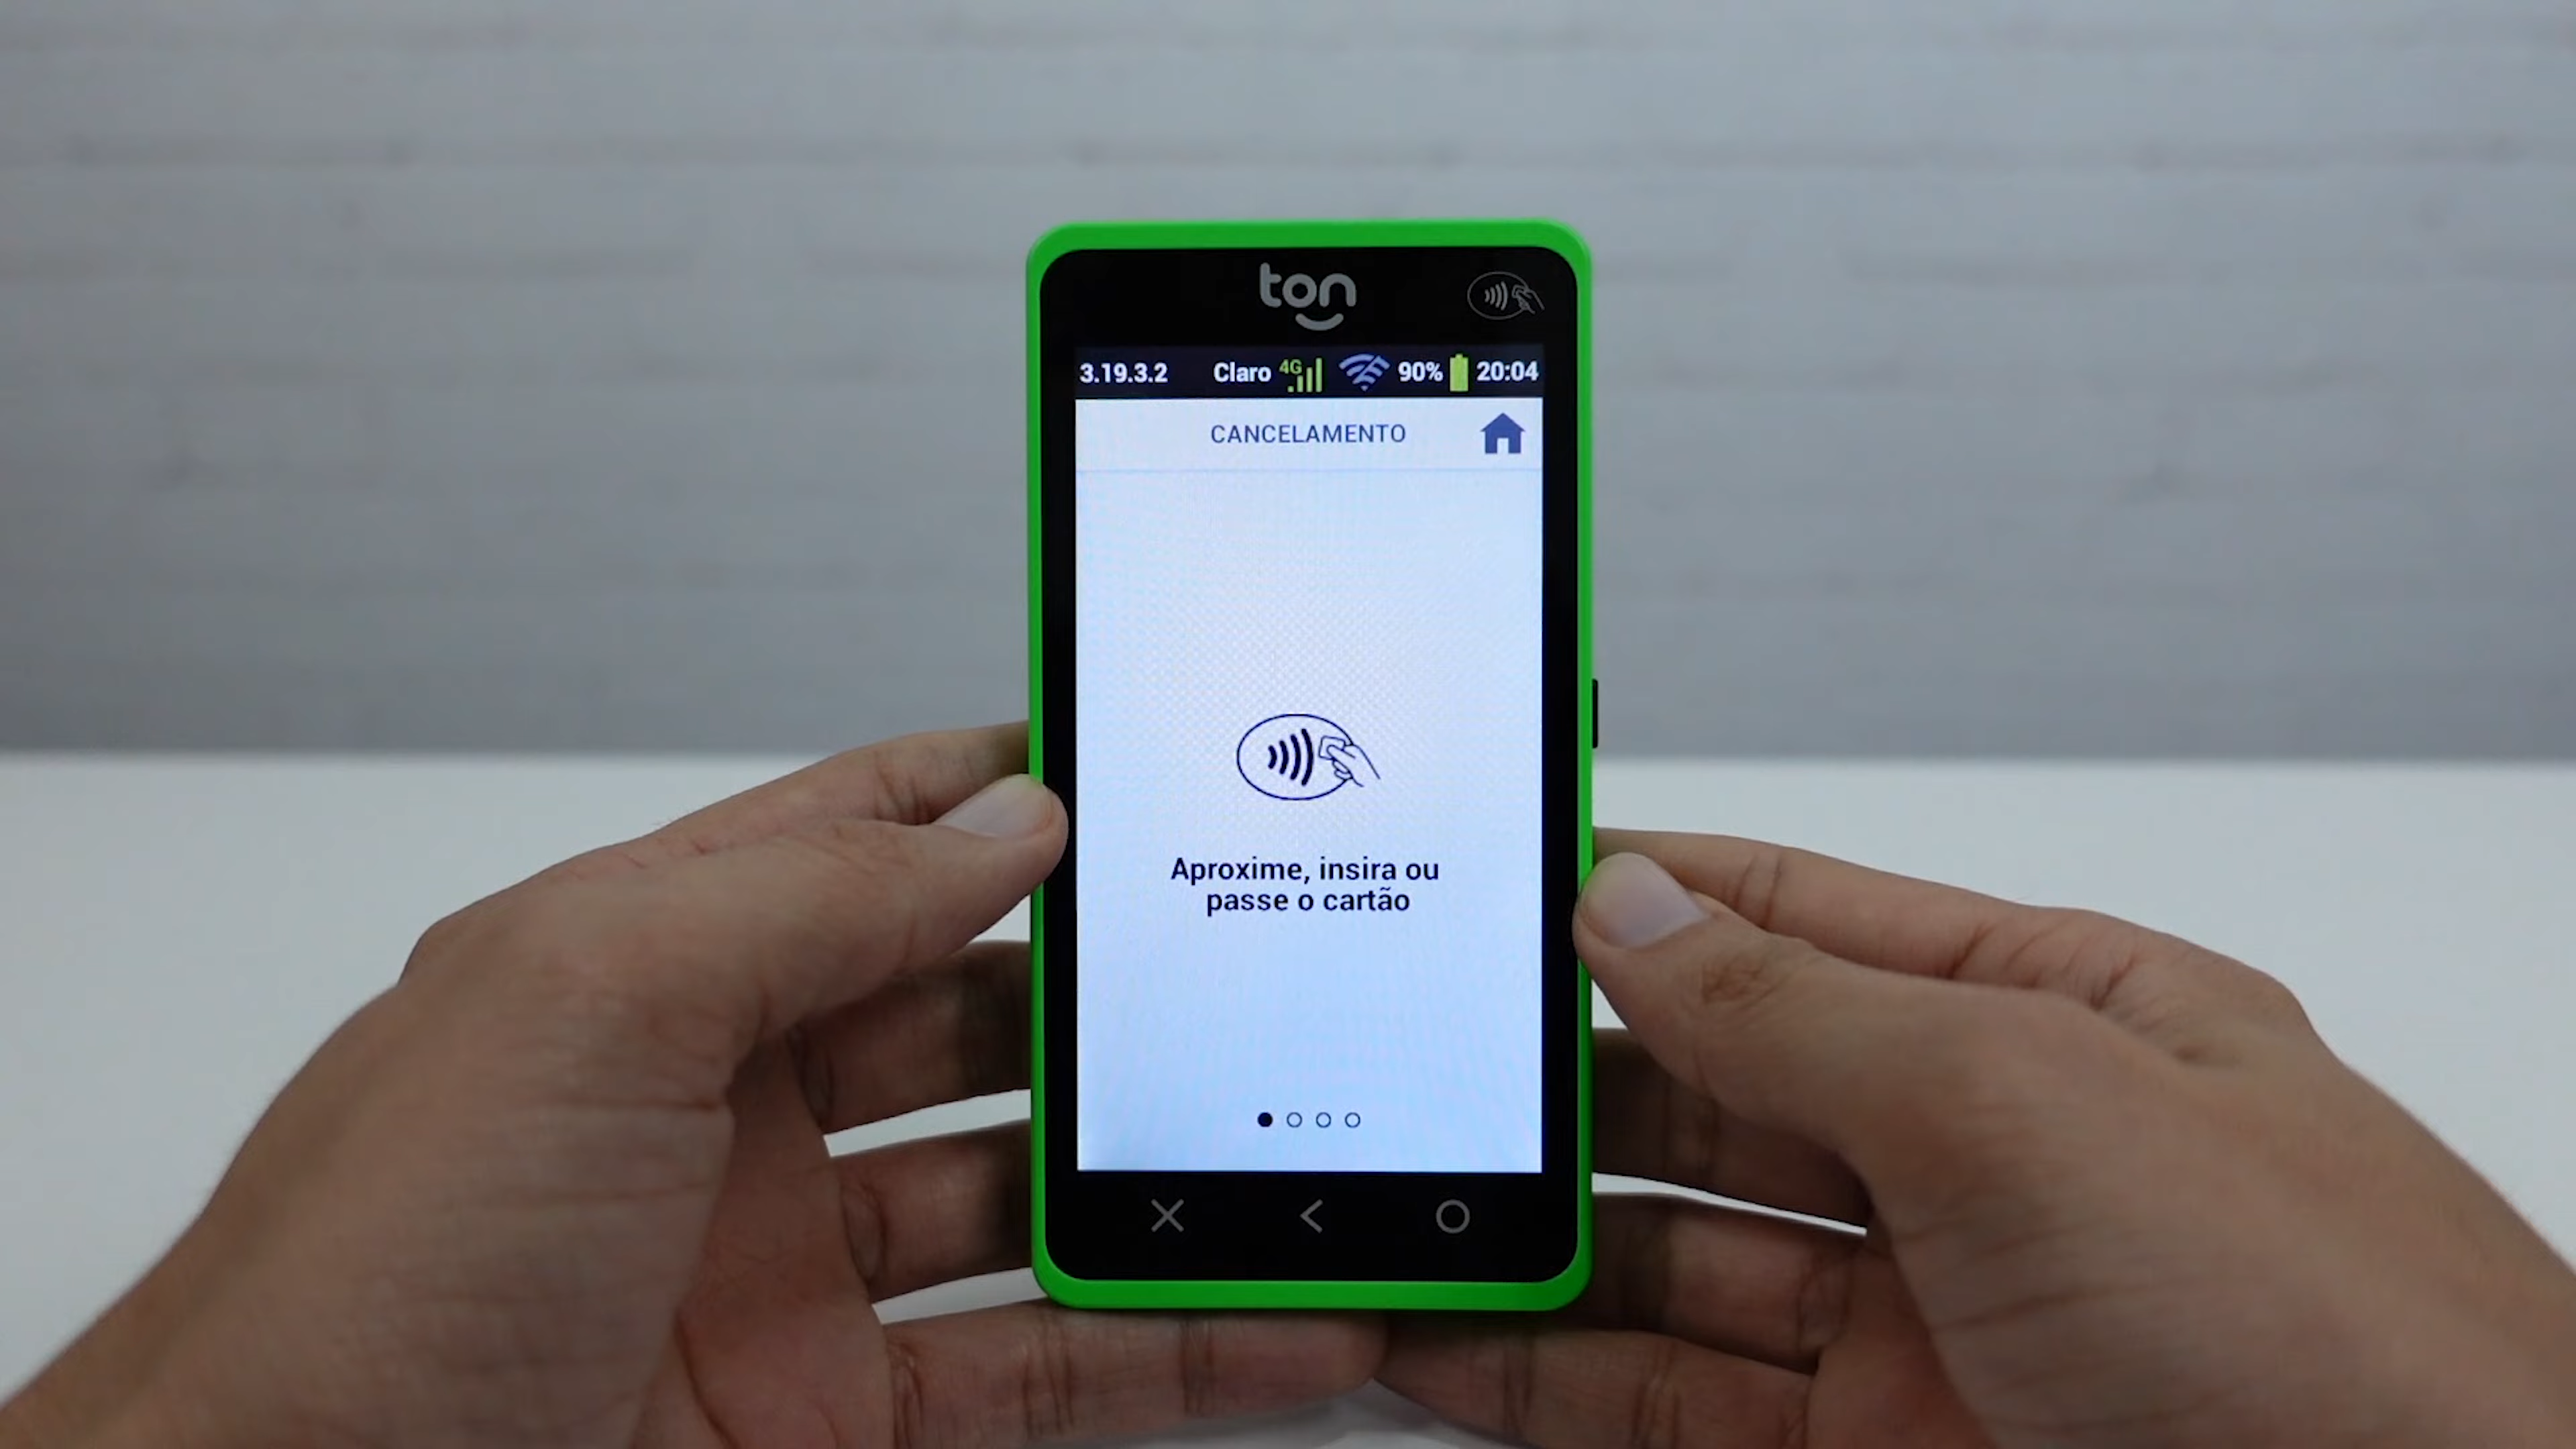 ton
3.19.3.2 Claro 4G 90% 20:04
CANCELAMENTO
Aproxime, insira ou
passe o cartão